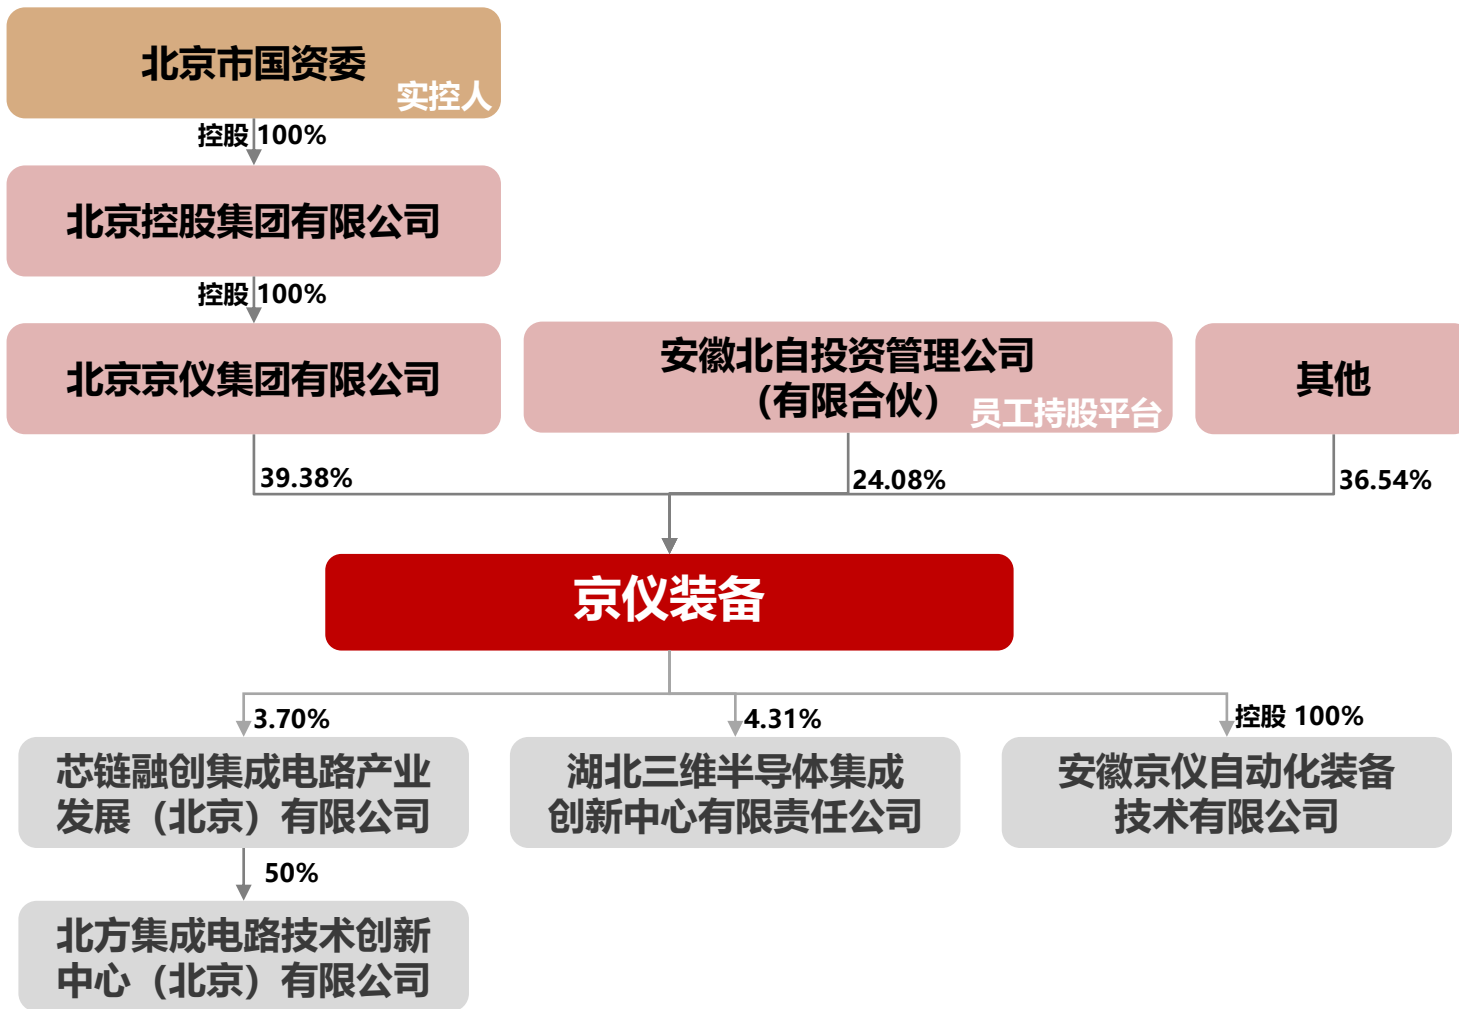 北京市国资委
实控人
控股 100%
北京控股集团有限公司
控股 100%
北京京仪集团有限公司
安徽北自投资管理公司
（有限合伙）
员工持股平台
其他
39.38%
24.08%
36.54%
京仪装备
3.70%
4.31%
控股 100%
芯链融创集成电路产业
发展（北京）有限公司
湖北三维半导体集成
创新中心有限责任公司
安徽京仪自动化装备
技术有限公司
50%
北方集成电路技术创新
中心（北京）有限公司